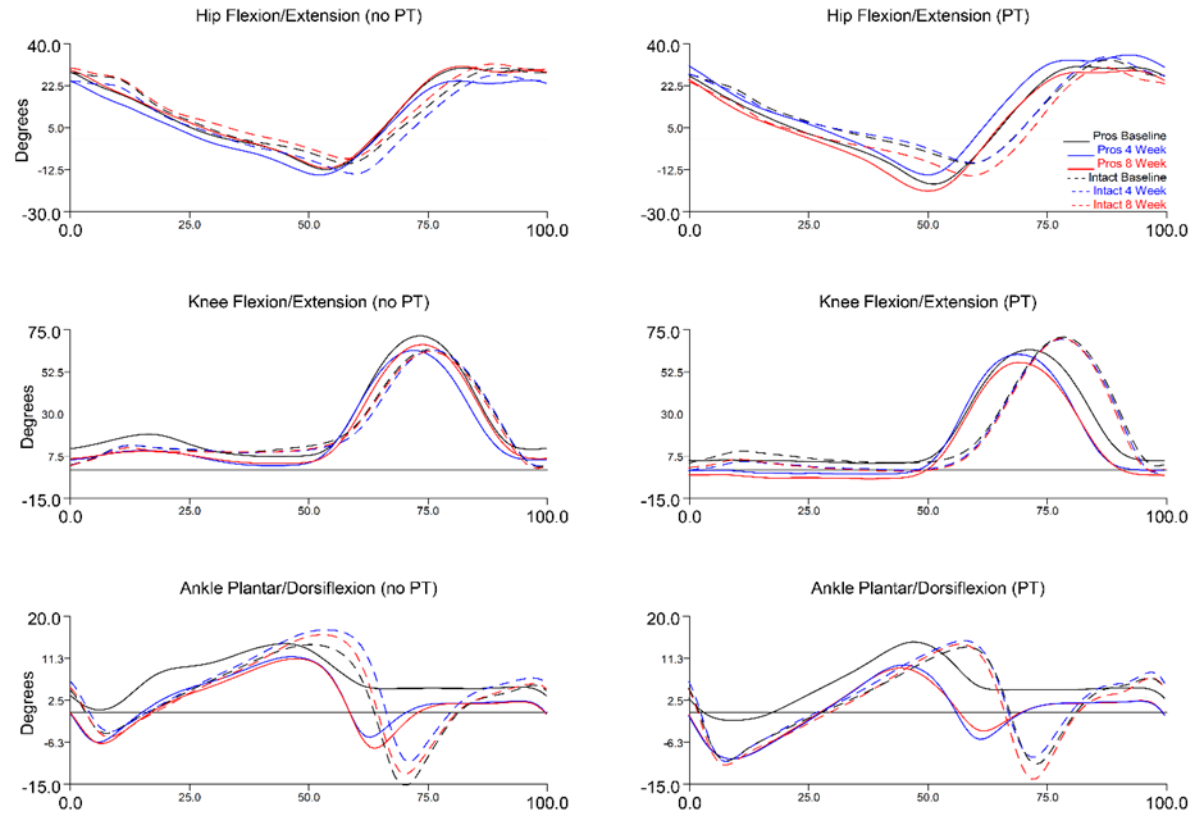 Hip Flexion/Extension (no PT)
40.0
22.5
5.0
-12.5
-30.0
Degrees
0.0 25.0 50.0 75.0 100.0
Hip Flexion/Extension (PT)
40.0
22.5
5.0
-12.5
-30.0
Pros Baseline
Pros 4 Week
Pros 8 Week
Intact Baseline
Intact 4 Week
Intact 8 Week
0.0 25.0 50.0 75.0 100.0
Knee Flexion/Extension (no PT)
75.0
52.5
30.0
7.5
-15.0
Degrees
0.0 25.0 50.0 75.0 100.0
Knee Flexion/Extension (PT)
75.0
52.5
30.0
7.5
-15.0
0.0 25.0 50.0 75.0 100.0
Ankle Plantar/Dorsiflexion (no PT)
20.0
11.3
2.5
-6.3
-15.0
Degrees
0.0 25.0 50.0 75.0 100.0
Ankle Plantar/Dorsiflexion (PT)
20.0
11.3
2.5
-6.3
-15.0
0.0 25.0 50.0 75.0 100.0